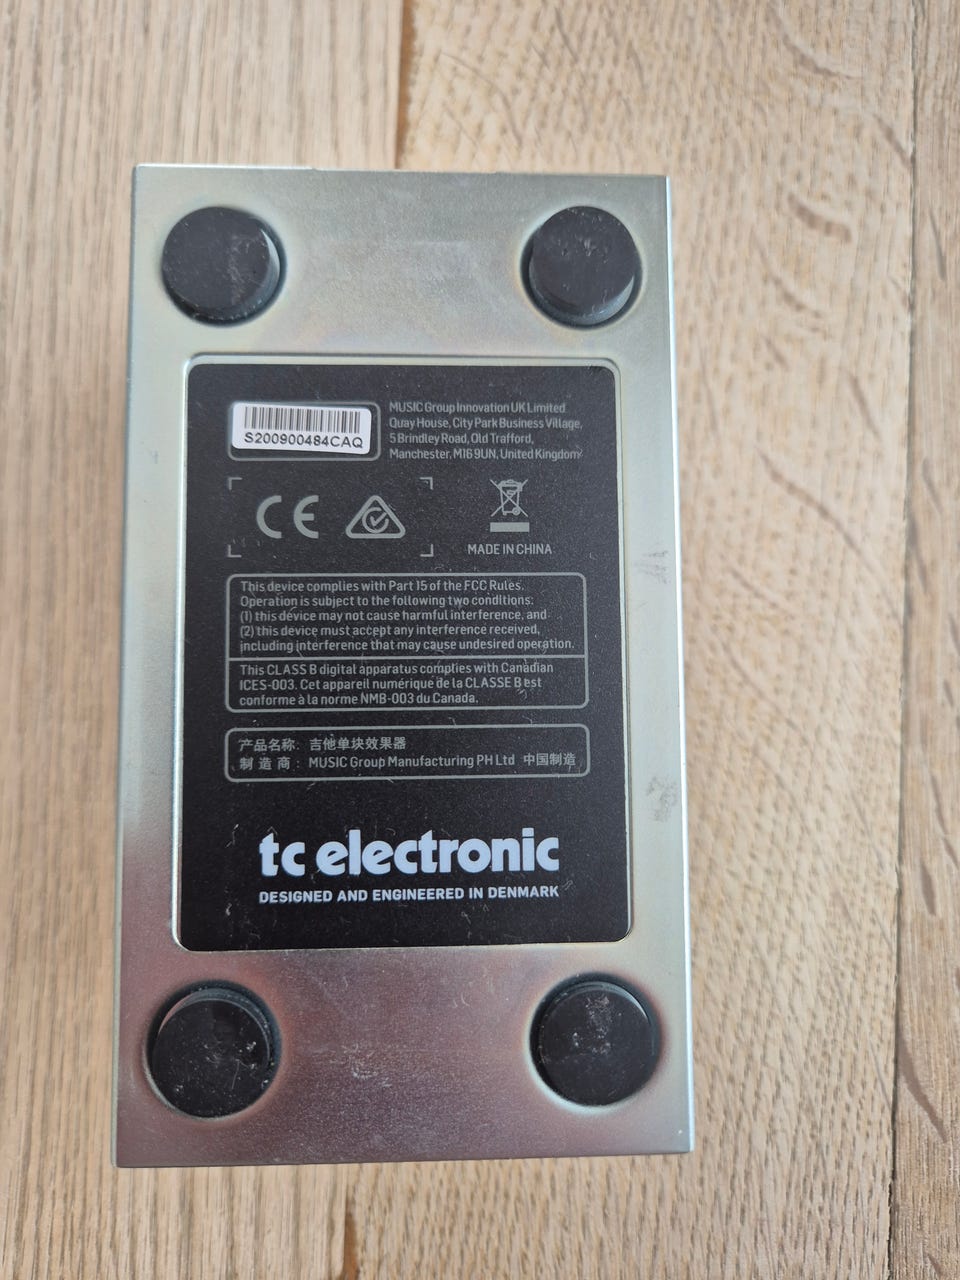 S200900484CAQ
MUSIC Group Innovation UK Limited
Quay House, City Park Business Village,
5 Brindley Road, Old Trafford,
Manchester, M16 9UN, United Kingdom
CE
MADE IN CHINA
This device complies with Part 15 of the FCC Rules.
Operation is subject to the following two conditions:
(1) this device may not cause harmful interference, and
(2) this device must accept any interference received,
including interference that may cause undesired operation.
This CLASS B digital apparatus complies with Canadian
ICES-003. Cet appareil numérique de la CLASSE B est
conforme à la norme NMB-003 du Canada.
产品名称: 吉他单块效果器
制 造 商 : MUSIC Group Manufacturing PH Ltd 中国制造
tc electronic
DESIGNED AND ENGINEERED IN DENMARK